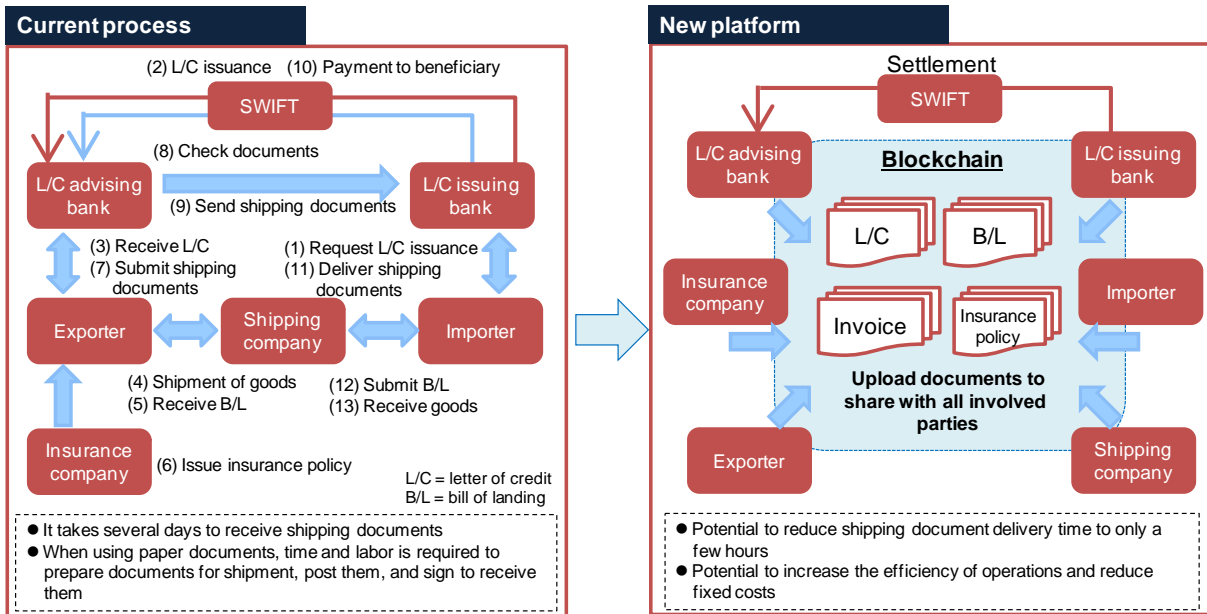 Current process
(2) L/C issuance
(10) Payment to beneficiary
SWIFT
(8) Check documents
L/C advising
bank
L/C issuing
bank
(9) Send shipping documents
(3) Receive L/C
(7) Submit shipping
documents
(1) Request L/C issuance
(11) Deliver shipping
documents
Exporter
Shipping
company
Importer
(4) Shipment of goods
(5) Receive B/L
(12) Submit B/L
(13) Receive goods
Insurance
company
(6) Issue insurance policy
L/C = letter of credit
B/L = bill of landing
● It takes several days to receive shipping documents
● When using paper documents, time and labor is required to
prepare documents for shipment, post them, and sign to receive
them
New platform
Settlement
SWIFT
L/C advising
bank
Blockchain
L/C issuing
bank
L/C
B/L
Insurance
company
Importer
Invoice
Insurance
policy
Upload documents to
share with all involved
parties
Exporter
Shipping
company
● Potential to reduce shipping document delivery time to only a
few hours
● Potential to increase the efficiency of operations and reduce
fixed costs